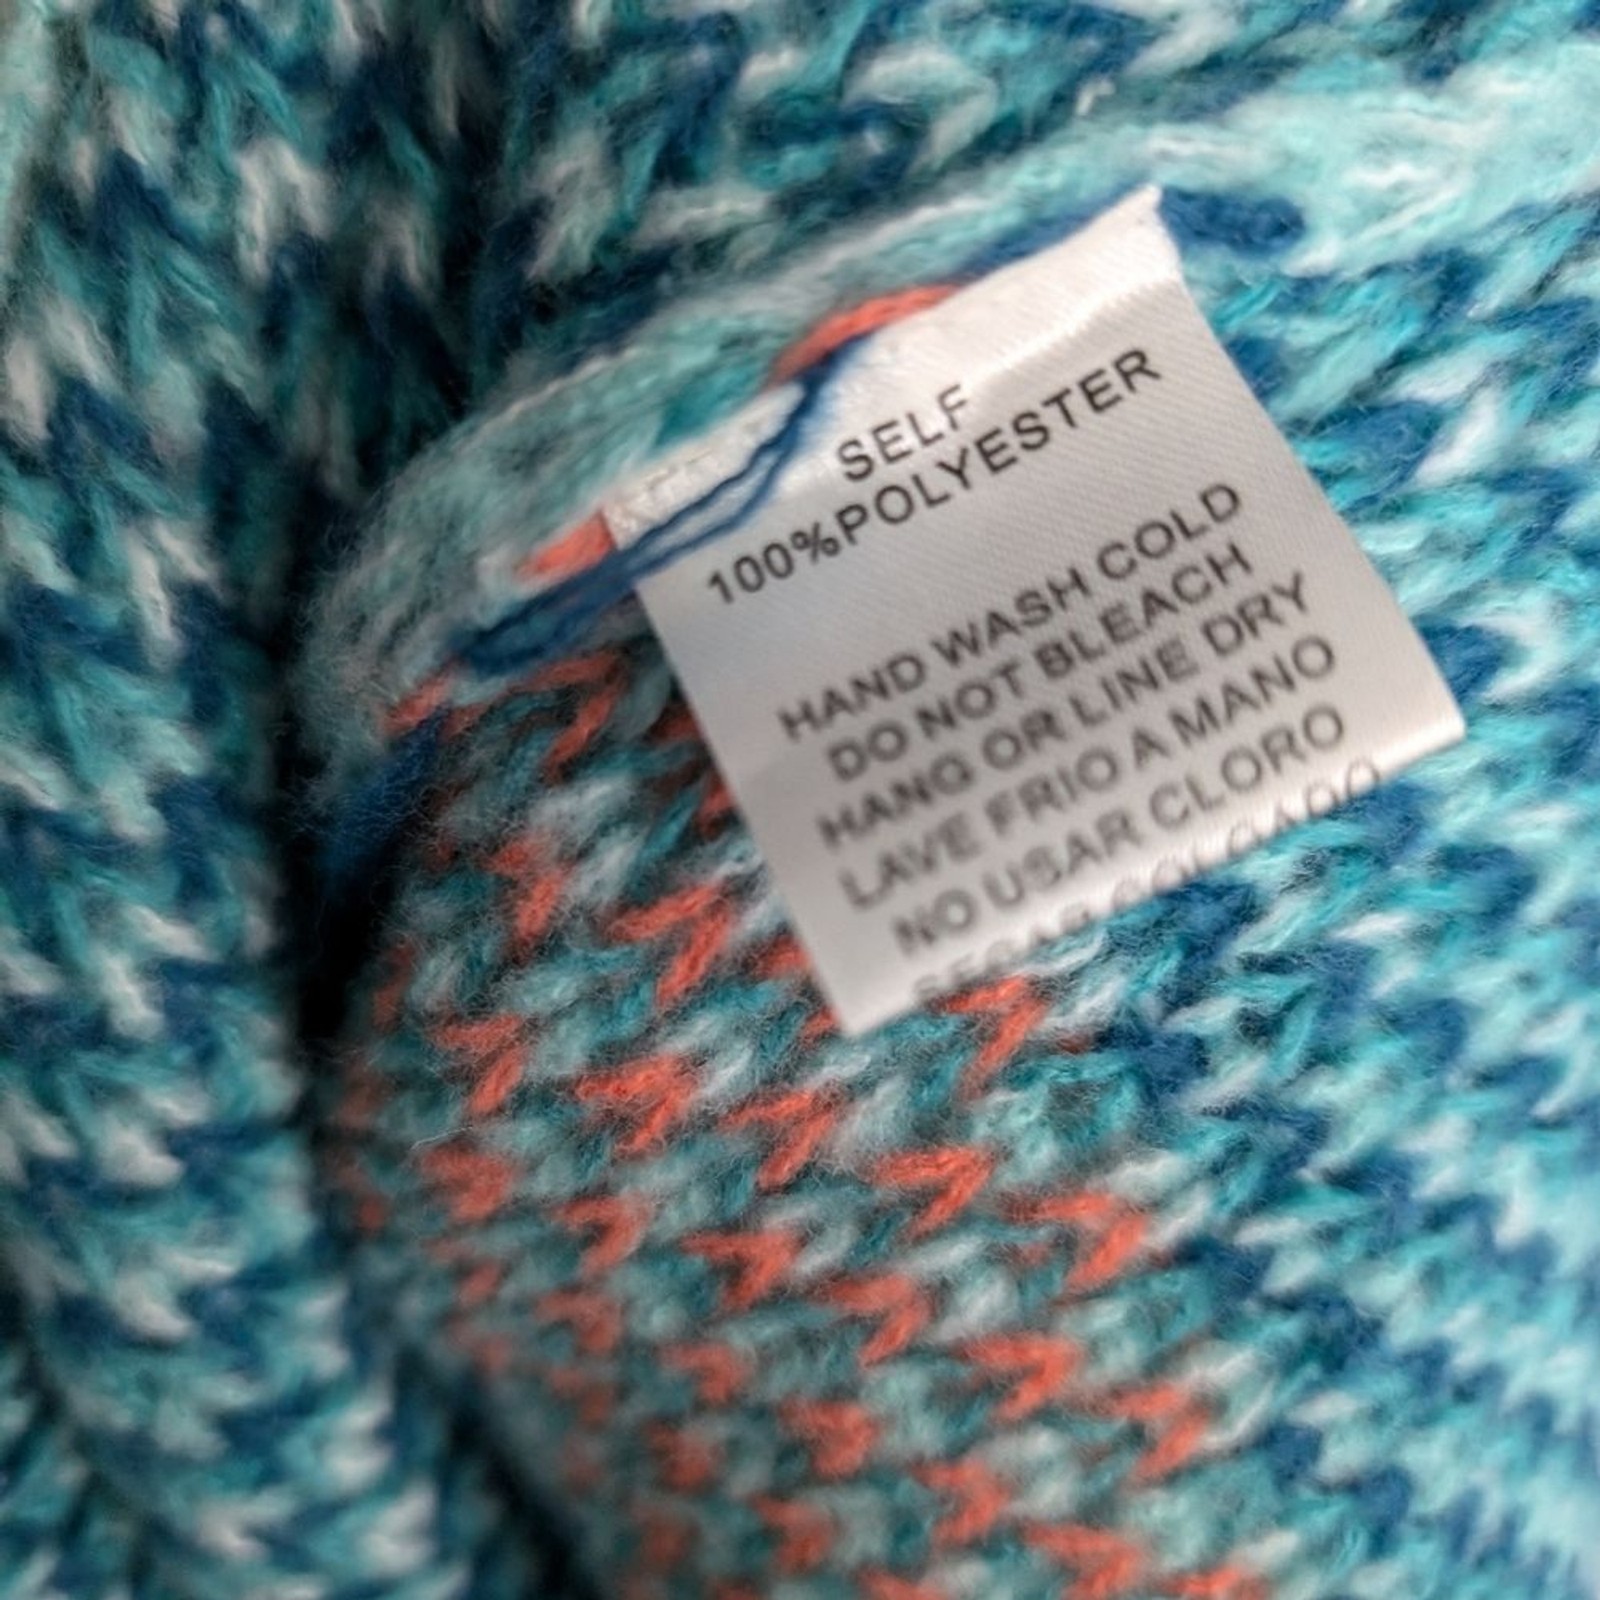 SELF
100%POLYESTER
HAND WASH COLD
DO NOT BLEACH
HANG OR LINE DRY
LAVE FRIO A MANO
NO USAR CLORO
COLGADO